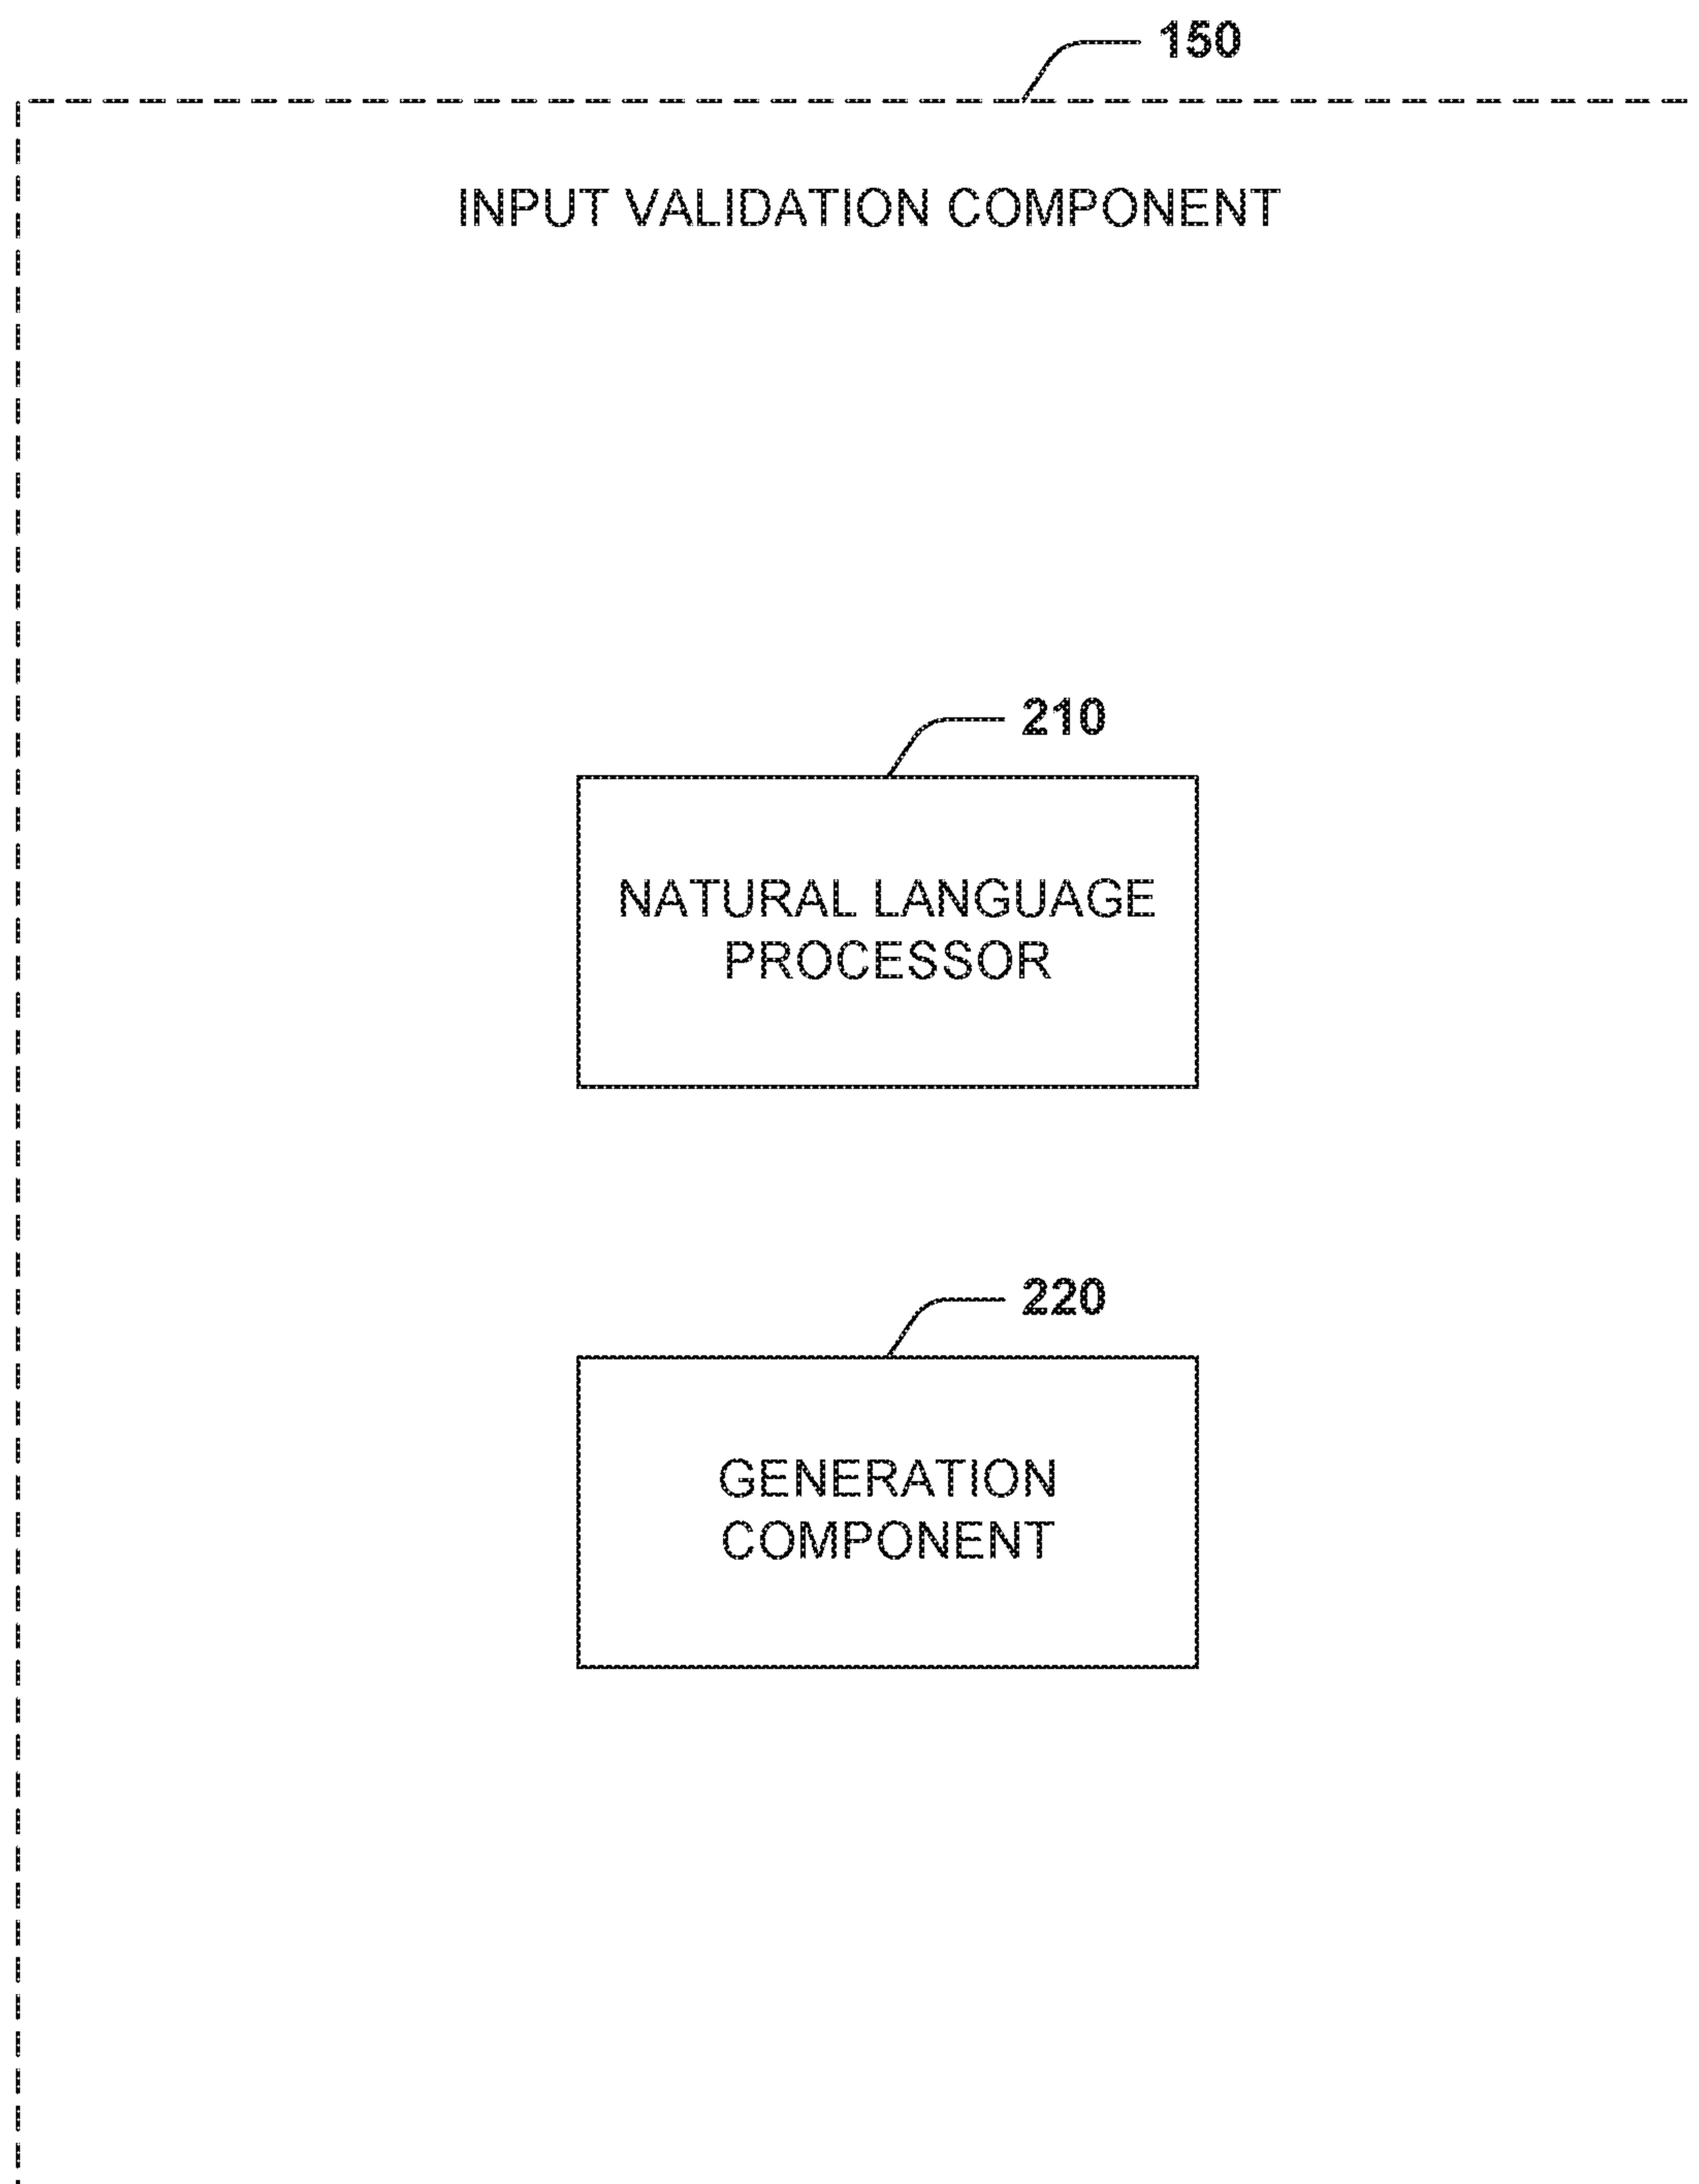 150
INPUT VALIDATION COMPONENT
210
NATURAL LANGUAGE
PROCESSOR
220
GENERATION
COMPONENT